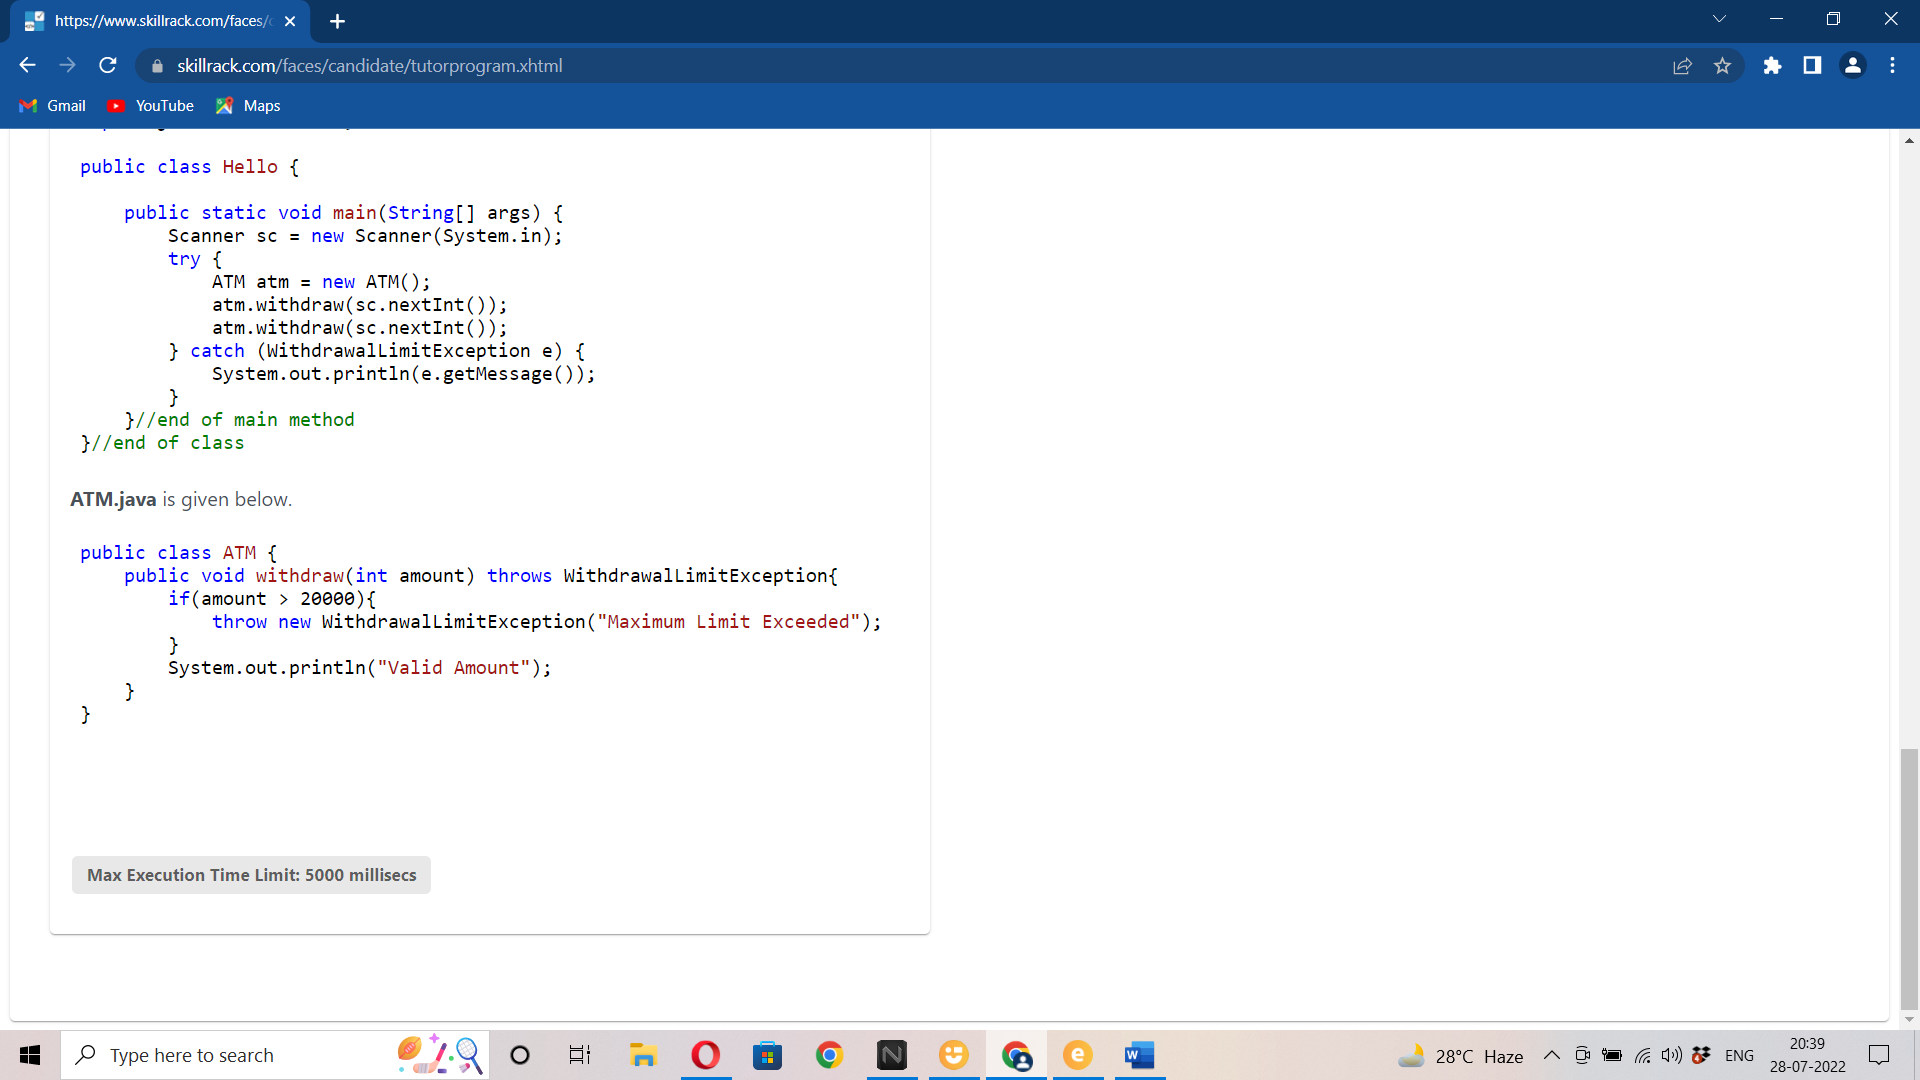 https://www.skillrack.com/faces/c
skillrack.com/faces/candidate/tutorprogram.xhtml
Gmail YouTube Maps
public class Hello {
public static void main(String[] args) {
Scanner sc = new Scanner(System.in);
try {
ATM atm = new ATM();
atm.withdraw(sc.nextInt());
atm.withdraw(sc.nextInt());
} catch (WithdrawalLimitException e) {
System.out.println(e.getMessage());
}
}//end of main method
}//end of class
ATM.java is given below.
public class ATM {
public void withdraw(int amount) throws WithdrawalLimitException{
if(amount > 20000){
throw new WithdrawalLimitException("Maximum Limit Exceeded");
}
System.out.println("Valid Amount");
}
}
Max Execution Time Limit: 5000 millisecs
Type here to search
28°C Haze
ENG
20:39
28-07-2022